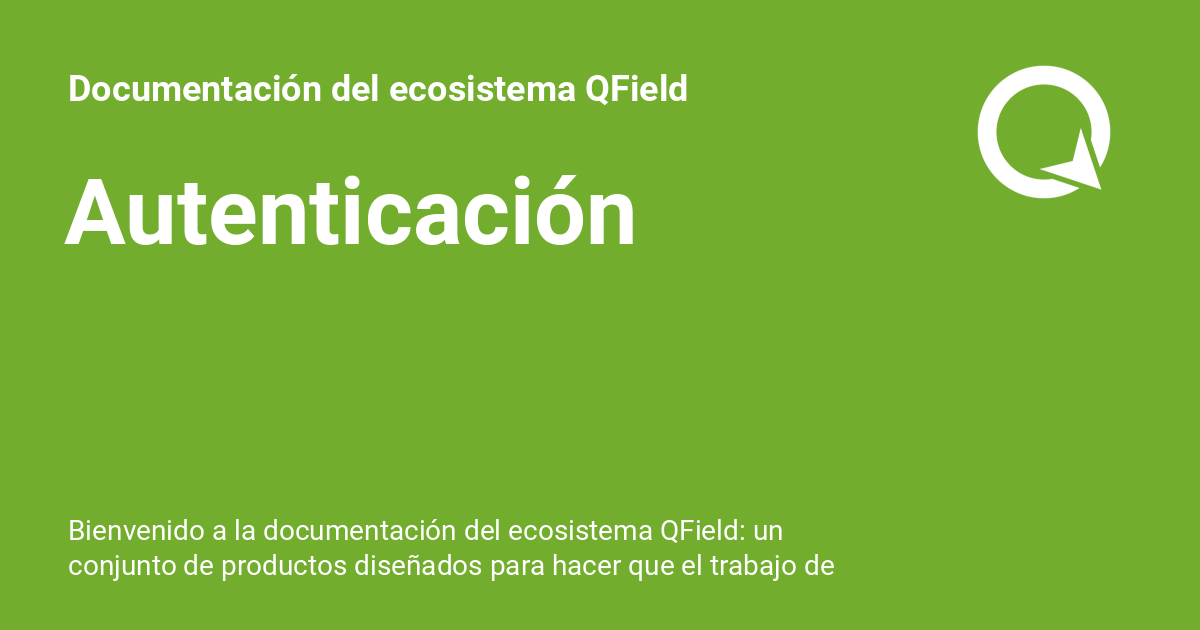 Documentación del ecosistema QField
Autenticación
Bienvenido a la documentación del ecosistema QField: un
conjunto de productos diseñados para hacer que el trabajo de